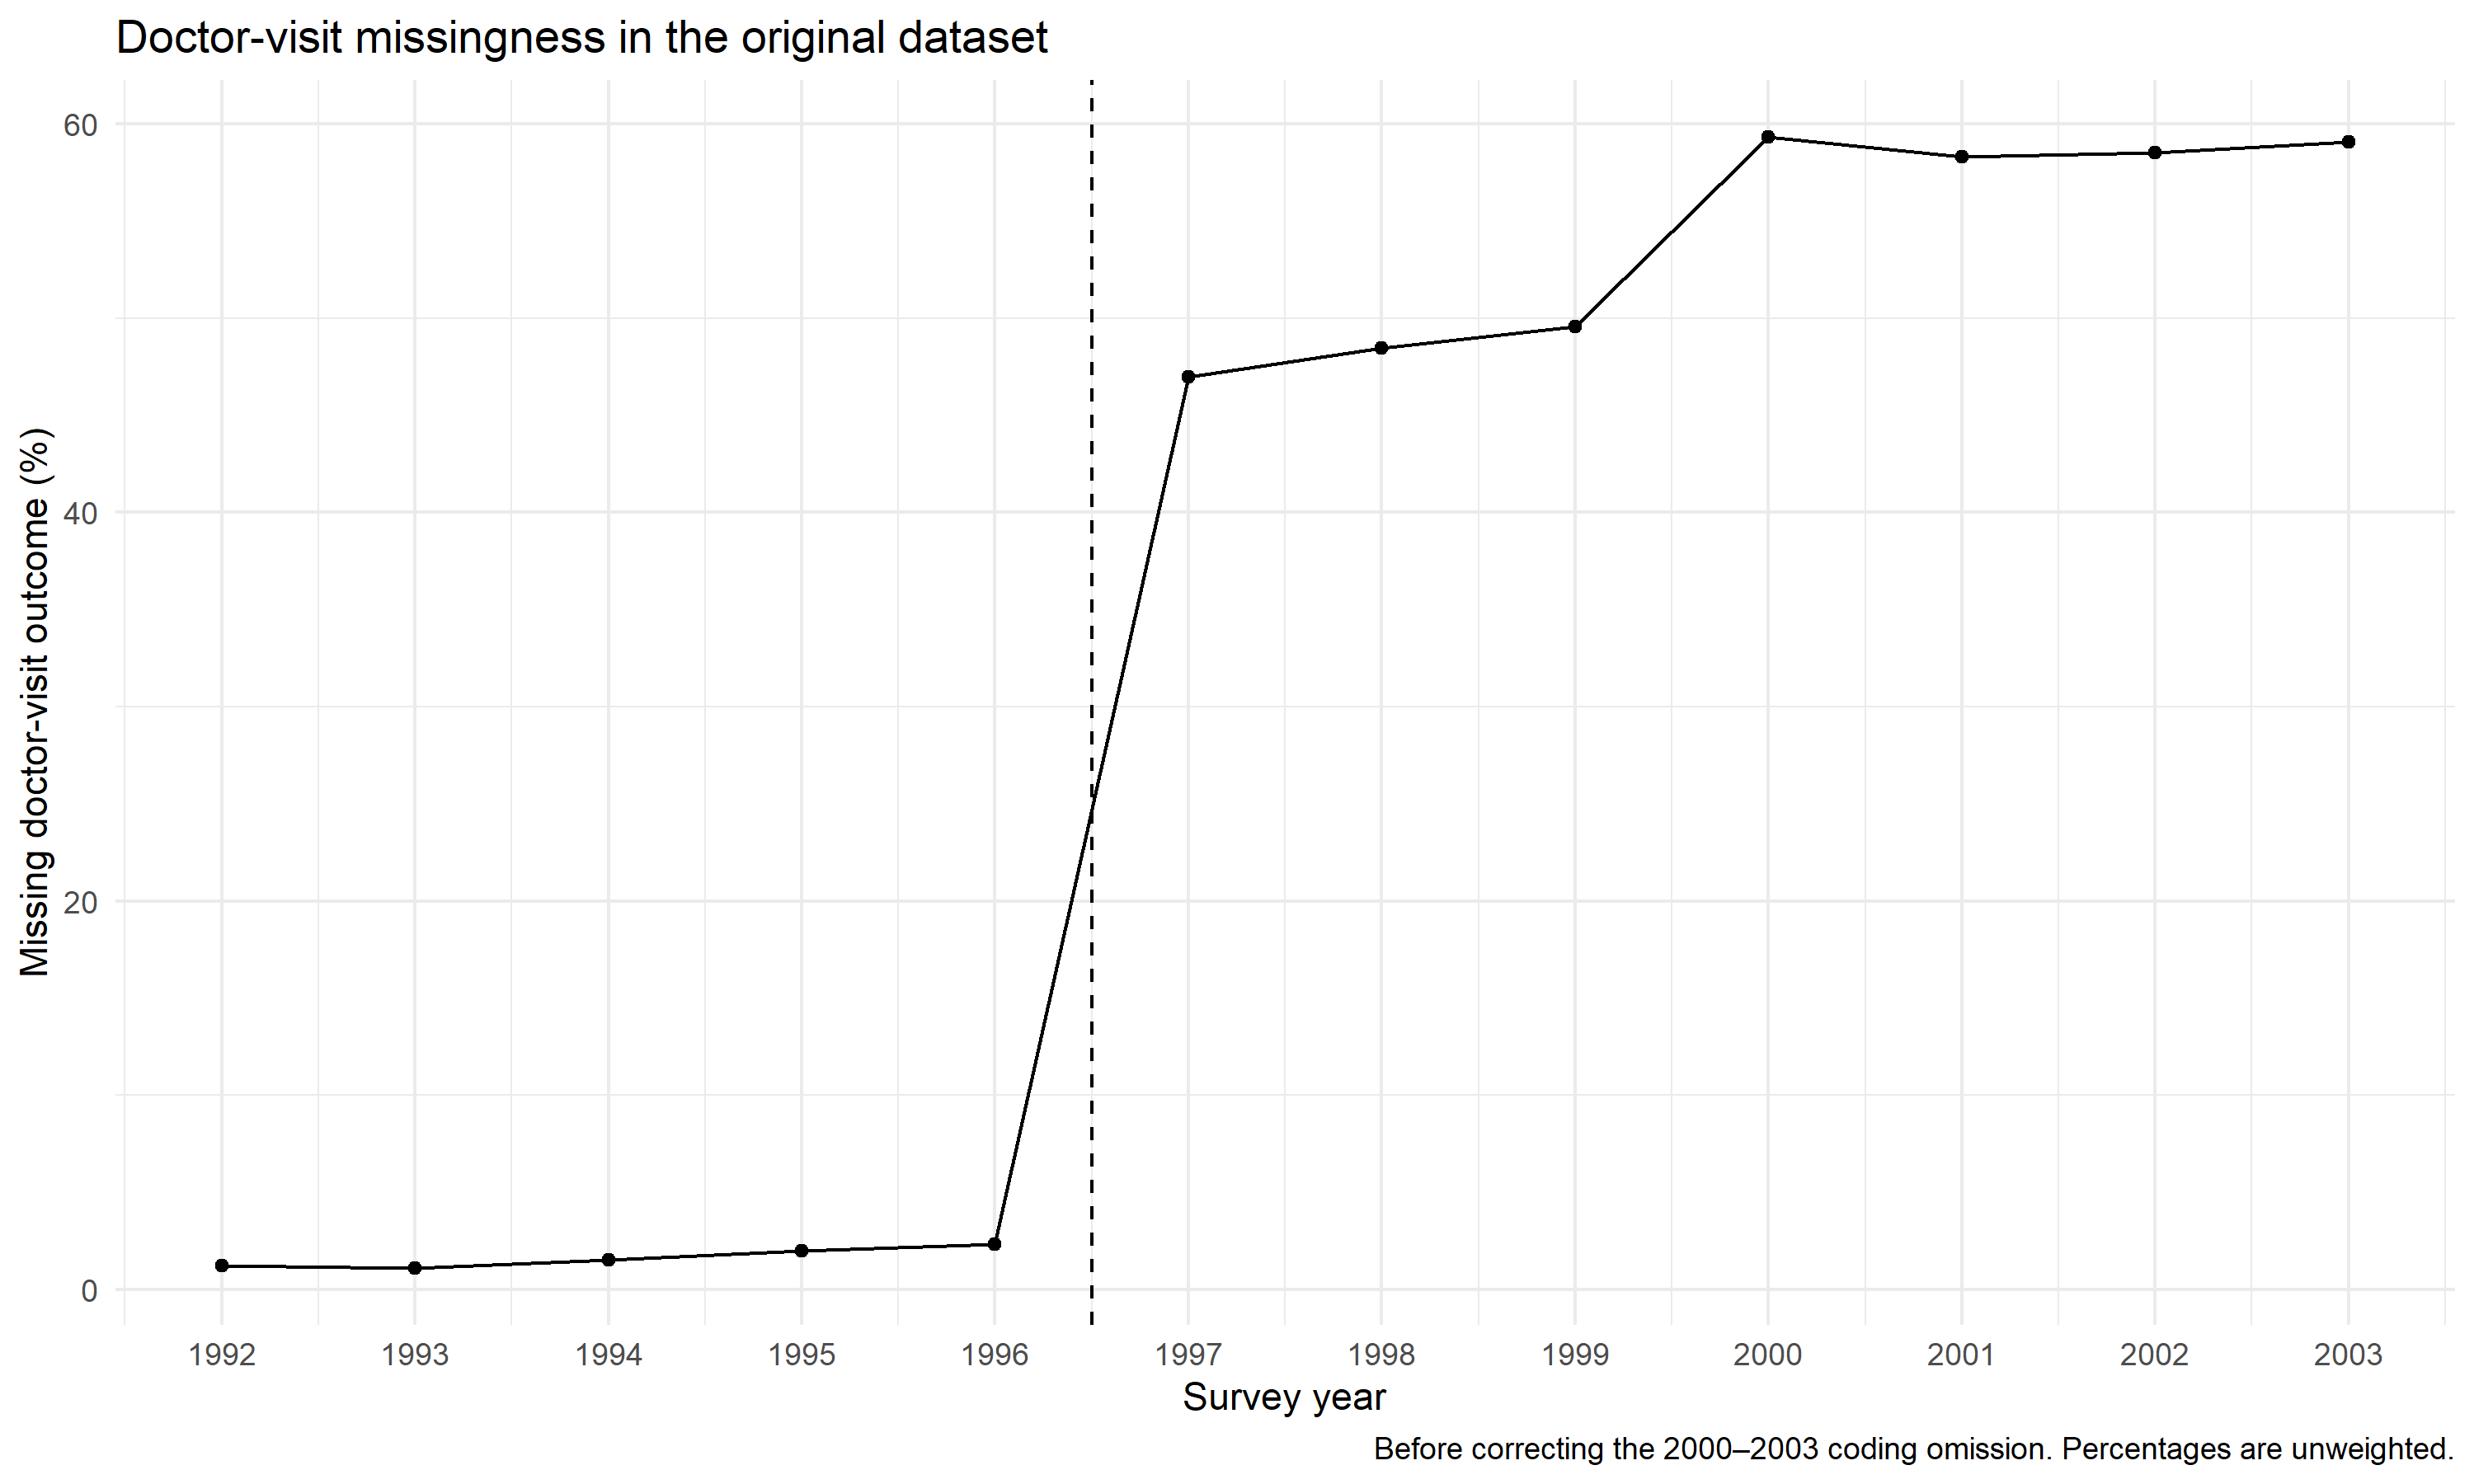 Doctor-visit missingness in the original dataset
Missing doctor-visit outcome (%)
60
40
20
0
1992 1993 1994 1995 1996 1997 1998 1999 2000 2001 2002 2003
Survey year
Before correcting the 2000–2003 coding omission. Percentages are unweighted.